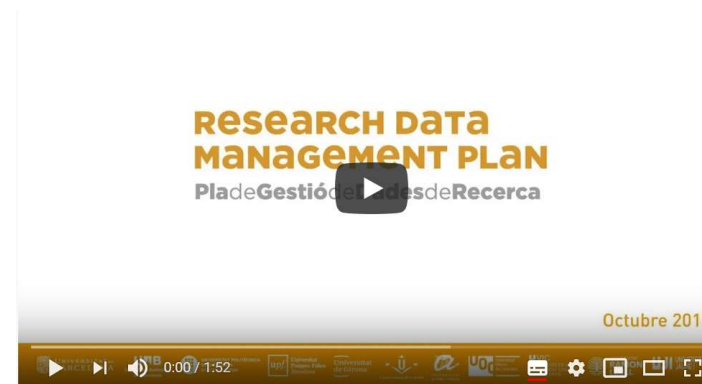 ReseaRCH DaTa
ManaGeMeNT PLaN
PladeGestiódeDadesdeRecerca
Octubre 201
0:00 / 1:52